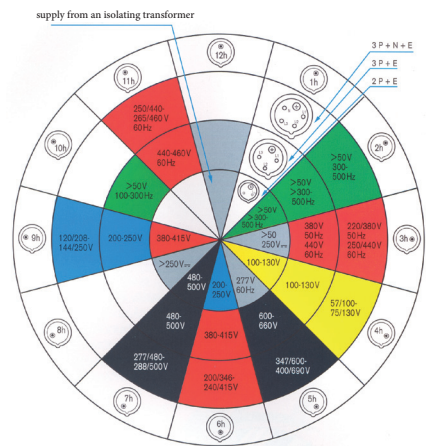 supply from an isolating transformer
3 P + N + E
3 P + E
2 P + E
12h
1h
2h
3h
4h
5h
6h
7h
8h
9h
10h
11h
250/440-
265/460V
60Hz
440-460V
60Hz
>50V
100-300Hz
>50V
300-
500Hz
>50V
>300-
500Hz
>50V
>300-
500Hz
120/208-
144/250V
200-250V
380-415V
>50
250V
380V
50Hz
440V
60Hz
220/380V
50Hz
250/440V
60Hz
>250V
480-
500V
200-
250V
277V
60Hz
100-130V
100-130V
57/100-
75/130V
480-
500V
277/480-
288/500V
380-415V
200/346-
240/415V
600-
660V
347/600-
400/690V